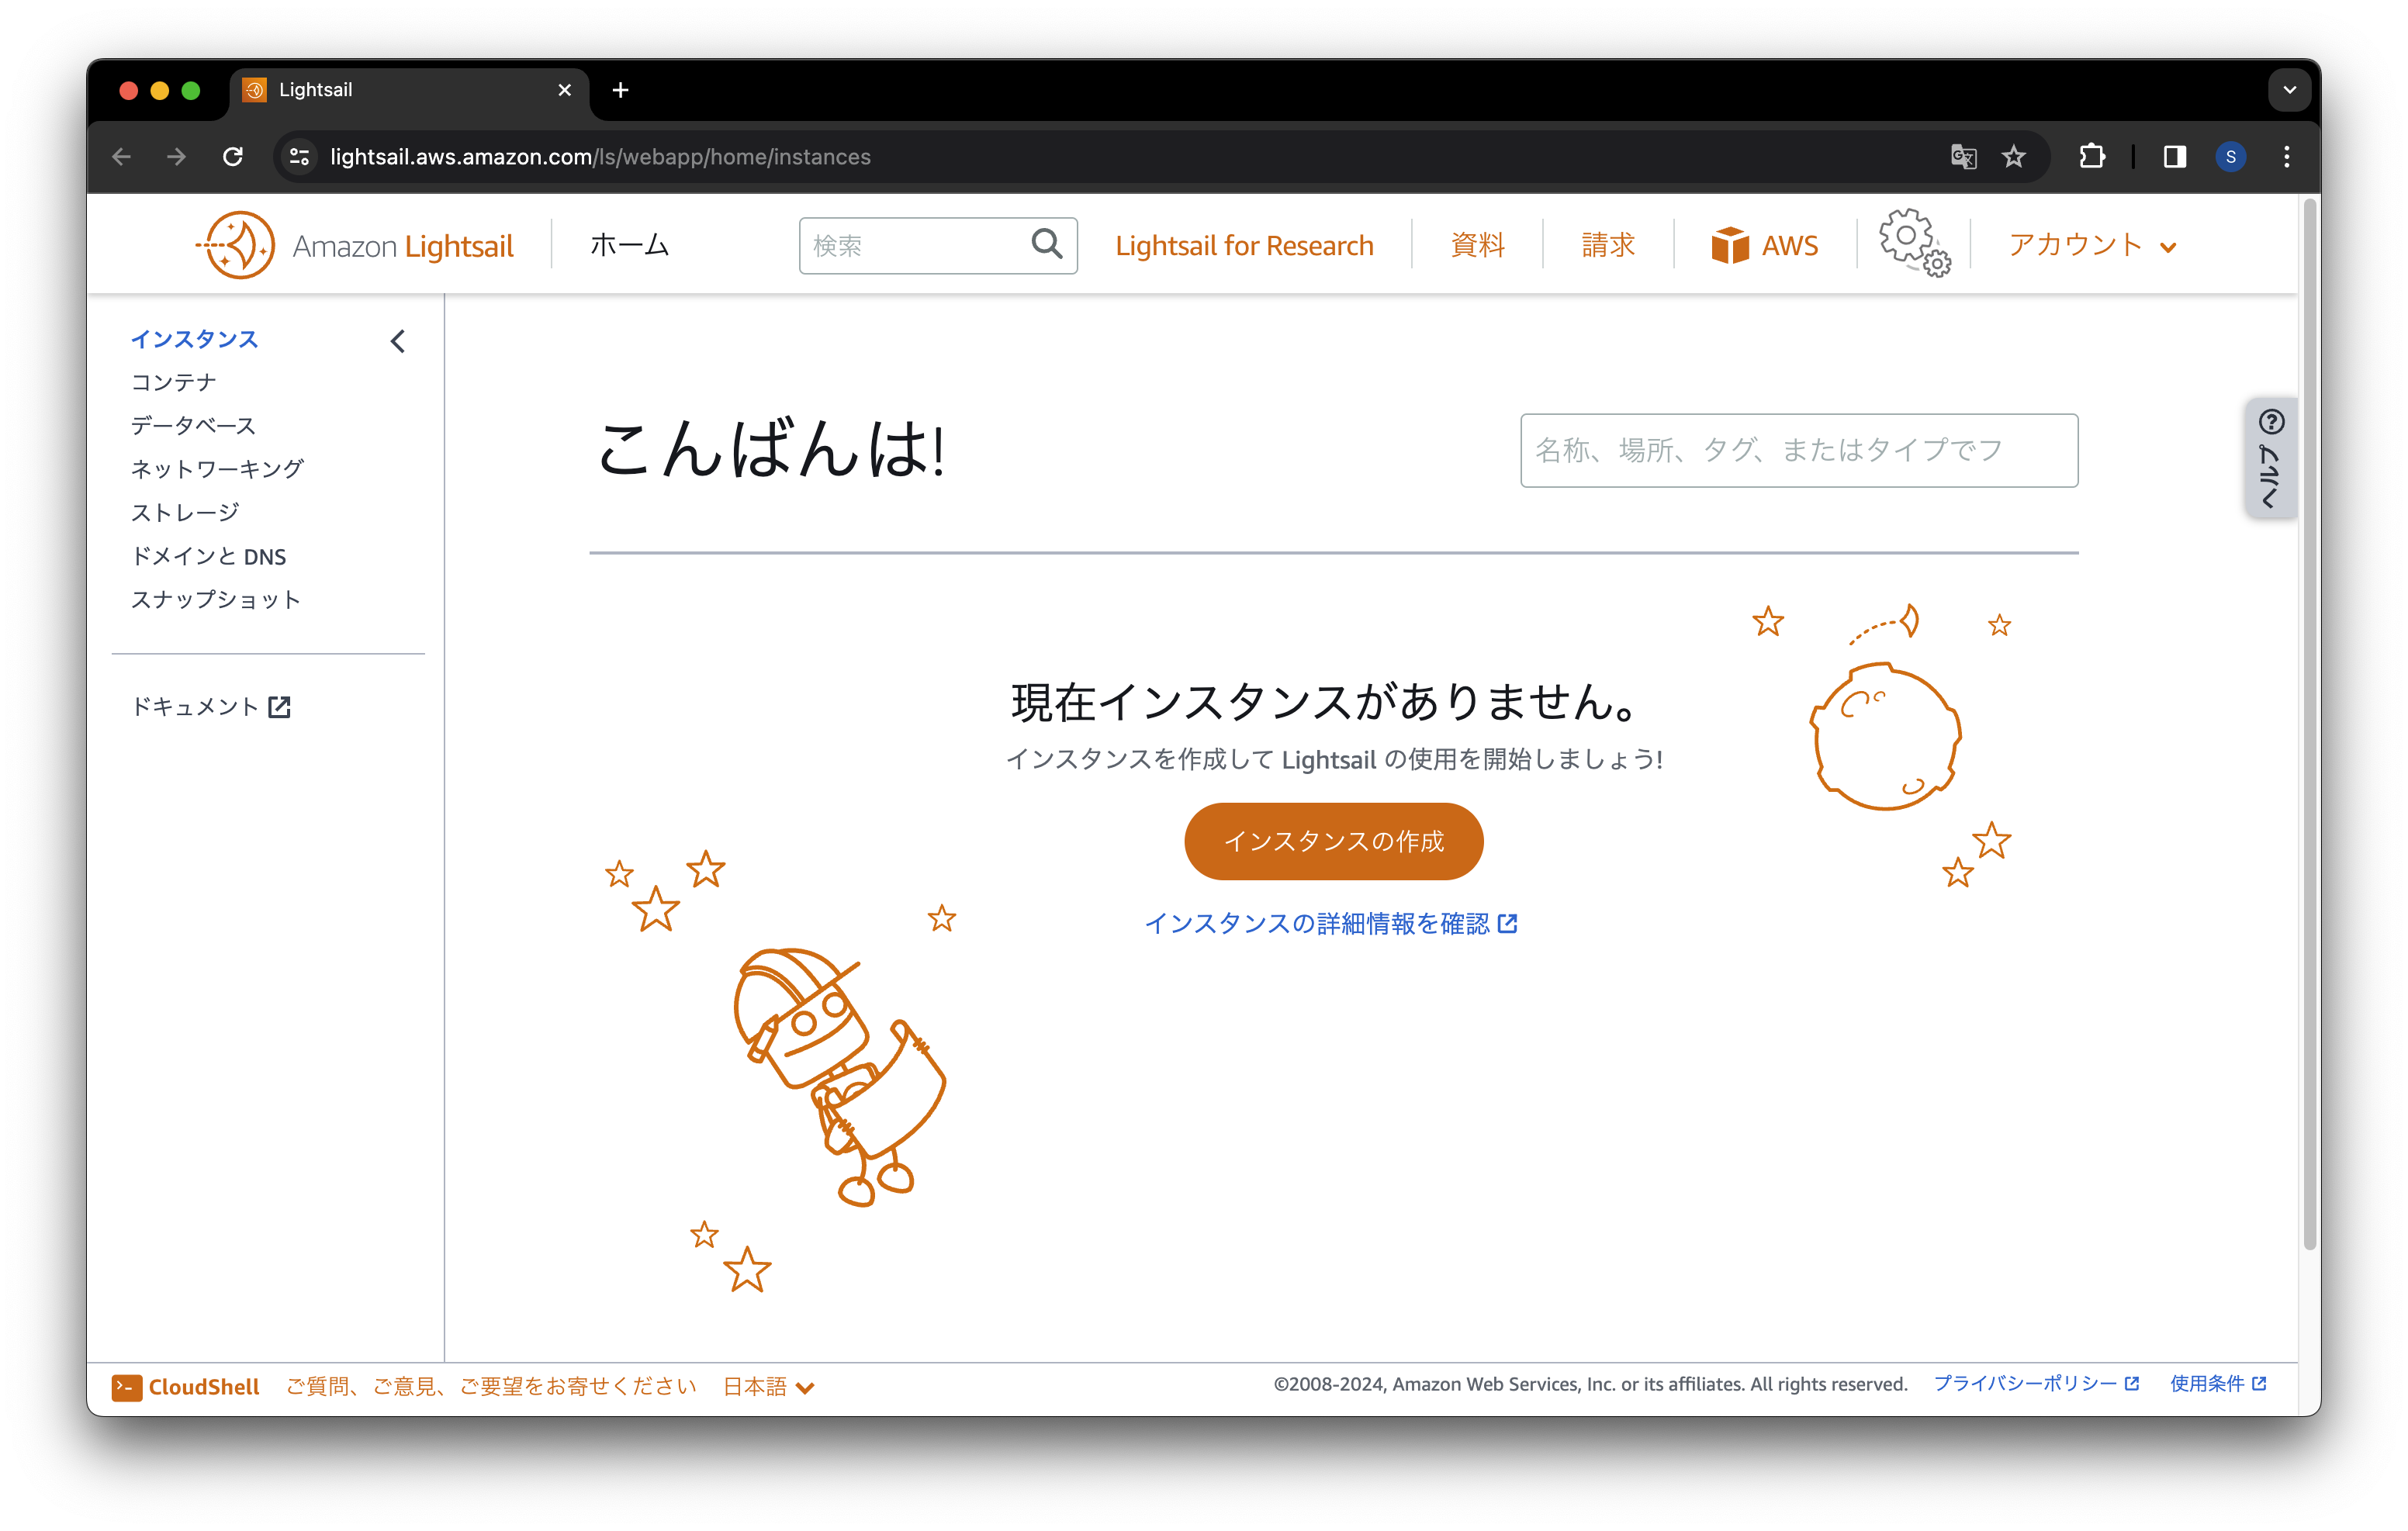 Lightsail
lightsail.aws.amazon.com/ls/webapp/home/instances
S
Amazon Lightsail
ホーム
検索
Lightsail for Research
資料
請求
AWS
アカウント
インスタンス
コンテナ
データベース
ネットワーキング
ストレージ
ドメインと DNS
スナップショット
ドキュメント
こんばんは!
名称、場所、タグ、またはタイプでフ
ヘルプ
現在インスタンスがありません。
インスタンスを作成して Lightsail の使用を開始しましょう!
インスタンスの作成
インスタンスの詳細情報を確認
CloudShell
ご質問、ご意見、ご要望をお寄せください
日本語
©2008-2024, Amazon Web Services, Inc. or its affiliates. All rights reserved.
プライバシーポリシー
使用条件